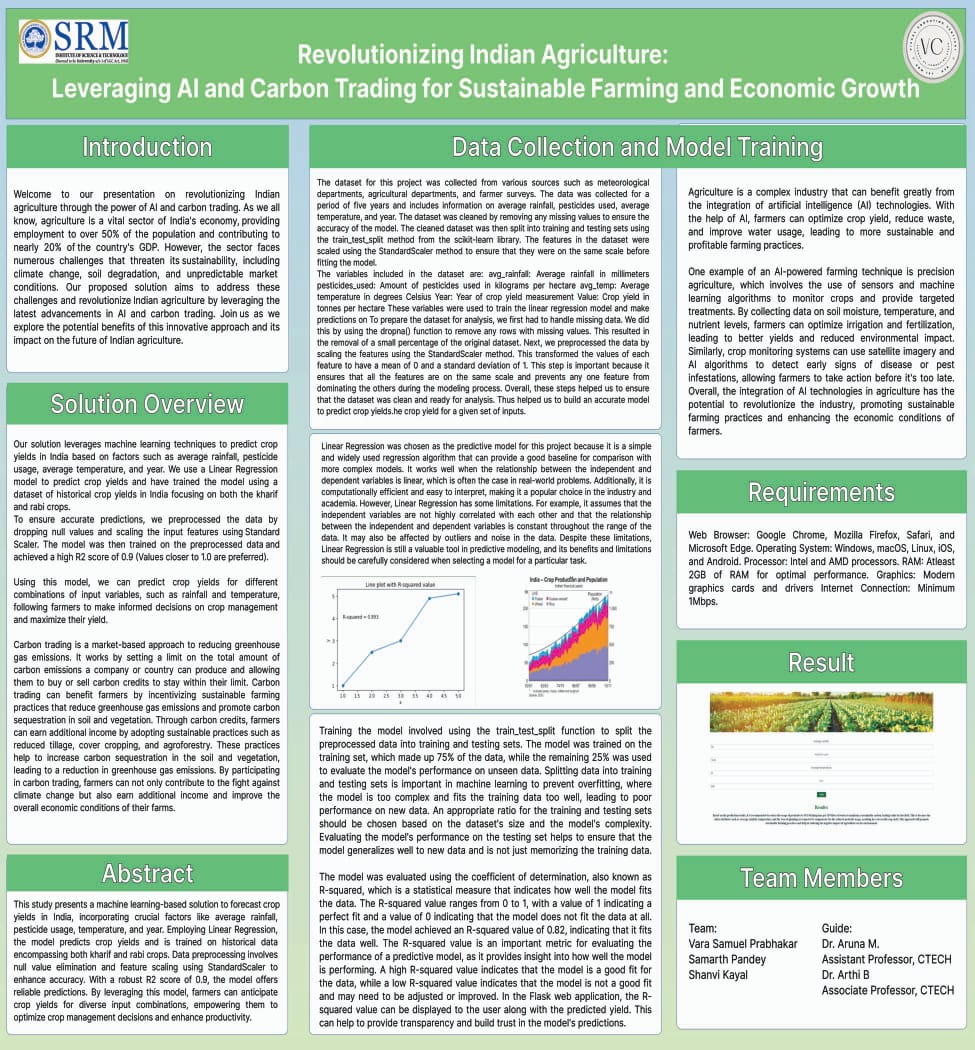 SRM
INSTITUTE OF SCIENCE & TECHNOLOGY
VC
Revolutionizing Indian Agriculture:
Leveraging AI and Carbon Trading for Sustainable Farming and Economic Growth
Introduction
Welcome to our presentation on revolutionizing Indian
agriculture through the power of AI and carbon trading. As we all
know, agriculture is a vital sector of India's economy, providing
employment to over 50% of the population and contributing to
nearly 20% of the country's GDP. However, the sector faces
numerous challenges that threaten its sustainability, including
climate change, soil degradation, and unpredictable market
conditions. Our proposed solution aims to address these
challenges and revolutionize Indian agriculture by leveraging the
latest advancements in AI and carbon trading. Join us as we
explore the potential benefits of this innovative approach and its
impact on the future of Indian agriculture.
Solution Overview
Our solution leverages machine learning techniques to predict crop
yields in India based on factors such as average rainfall, pesticide
usage, average temperature, and year. We use a Linear Regression
model to predict crop yields and have trained the model using a
dataset of historical crop yields in India focusing on both the kharif
and rabi crops.
To ensure accurate predictions, we preprocessed the data by
dropping null values and scaling the input features using Standard
Scaler. The model was then trained on the preprocessed data and
achieved a high R2 score of 0.9 (Values closer to 1.0 are preferred).
Using this model, we can predict crop yields for different
combinations of input variables, such as rainfall and temperature,
following farmers to make informed decisions on crop management
and maximize their yield.
Carbon trading is a market-based approach to reducing greenhouse
gas emissions. It works by setting a limit on the total amount of
carbon emissions a company or country can produce and allowing
them to buy or sell carbon credits to stay within their limit. Carbon
trading can benefit farmers by incentivizing sustainable farming
practices that reduce greenhouse gas emissions and promote carbon
sequestration in soil and vegetation. Through carbon credits, farmers
can earn additional income by adopting sustainable practices such as
reduced tillage, cover cropping, and agroforestry. These practices
help to increase carbon sequestration in the soil and vegetation,
leading to a reduction in greenhouse gas emissions. By participating
in carbon trading, farmers can not only contribute to the fight against
climate change but also earn additional income and improve the
overall economic conditions of their farms.
Abstract
This study presents a machine learning-based solution to forecast crop
yields in India, incorporating crucial factors like average rainfall,
pesticide usage, temperature, and year. Employing Linear Regression,
the model predicts crop yields and is trained on historical data
encompassing both kharif and rabi crops. Data preprocessing involves
null value elimination and feature scaling using StandardScaler to
enhance accuracy. With a robust R2 score of 0.9, the model offers
reliable predictions. By leveraging this model, farmers can anticipate
crop yields for diverse input combinations, empowering them to
optimize crop management decisions and enhance productivity.
Data Collection and Model Training
The dataset for this project was collected from various sources such as meteorological
departments, agricultural departments, and farmer surveys. The data was collected for a
period of five years and includes information on average rainfall, pesticides used, average
temperature, and year. The dataset was cleaned by removing any missing values to ensure the
accuracy of the model. The cleaned dataset was then split into training and testing sets using
the train_test_split method from the scikit-learn library. The features in the dataset were
scaled using the StandardScaler method to ensure that they were on the same scale before
fitting the model.
The variables included in the dataset are: avg_rainfall: Average rainfall in millimeters
pesticides_used: Amount of pesticides used in kilograms per hectare avg_temp: Average
temperature in degrees Celsius Year: Year of crop yield measurement Value: Crop yield in
tonnes per hectare These variables were used to train the linear regression model and make
predictions on To prepare the dataset for analysis, we first had to handle missing data. We did
this by using the dropna() function to remove any rows with missing values. This resulted in
the removal of a small percentage of the original dataset. Next, we preprocessed the data by
scaling the features using the StandardScaler method. This transformed the values of each
feature to have a mean of 0 and a standard deviation of 1. This step is important because it
ensures that all the features are on the same scale and prevents any one feature from
dominating the others during the modeling process. Overall, these steps helped us to ensure
that the dataset was clean and ready for analysis. Thus helped us to build an accurate model
to predict crop yields.he crop yield for a given set of inputs.
Linear Regression was chosen as the predictive model for this project because it is a simple
and widely used regression algorithm that can provide a good baseline for comparison with
more complex models. It works well when the relationship between the independent and
dependent variables is linear, which is often the case in real-world problems. Additionally, it is
computationally efficient and easy to interpret, making it a popular choice in the industry and
academia. However, Linear Regression has some limitations. For example, it assumes that the
independent variables are not highly correlated with each other and that the relationship
between the independent and dependent variables is constant throughout the range of the
data. It may also be affected by outliers and noise in the data. Despite these limitations,
Linear Regression is still a valuable tool in predictive modeling, and its benefits and limitations
should be carefully considered when selecting a model for a particular task.
Line plot with R-squared value
R-squared = 0.893
5
4
3
2
1
1.0 1.5 2.0 2.5 3.0 3.5 4.0 4.5 5.0
India – Crop Production and Population
Training the model involved using the train_test_split function to split the
preprocessed data into training and testing sets. The model was trained on the
training set, which made up 75% of the data, while the remaining 25% was used
to evaluate the model's performance on unseen data. Splitting data into training
and testing sets is important in machine learning to prevent overfitting, where
the model is too complex and fits the training data too well, leading to poor
performance on new data. An appropriate ratio for the training and testing sets
should be chosen based on the dataset's size and the model's complexity.
Evaluating the model's performance on the testing set helps to ensure that the
model generalizes well to new data and is not just memorizing the training data.
The model was evaluated using the coefficient of determination, also known as
R-squared, which is a statistical measure that indicates how well the model fits
the data. The R-squared value ranges from 0 to 1, with a value of 1 indicating a
perfect fit and a value of 0 indicating that the model does not fit the data at all.
In this case, the model achieved an R-squared value of 0.82, indicating that it fits
the data well. The R-squared value is an important metric for evaluating the
performance of a predictive model, as it provides insight into how well the model
is performing. A high R-squared value indicates that the model is a good fit for
the data, while a low R-squared value indicates that the model is not a good fit
and may need to be adjusted or improved. In the Flask web application, the R-
squared value can be displayed to the user along with the predicted yield. This
can help to provide transparency and build trust in the model's predictions.
Agriculture is a complex industry that can benefit greatly from
the integration of artificial intelligence (AI) technologies. With
the help of AI, farmers can optimize crop yield, reduce waste,
and improve water usage, leading to more sustainable and
profitable farming practices.
One example of an AI-powered farming technique is precision
agriculture, which involves the use of sensors and machine
learning algorithms to monitor crops and provide targeted
treatments. By collecting data on soil moisture, temperature, and
nutrient levels, farmers can optimize irrigation and fertilization,
leading to better yields and reduced environmental impact.
Similarly, crop monitoring systems can use satellite imagery and
AI algorithms to detect early signs of disease or pest
infestations, allowing farmers to take action before it's too late.
Overall, the integration of AI technologies in agriculture has the
potential to revolutionize the industry, promoting sustainable
farming practices and enhancing the economic conditions of
farmers.
Requirements
Web Browser: Google Chrome, Mozilla Firefox, Safari, and
Microsoft Edge. Operating System: Windows, macOS, Linux, iOS,
and Android. Processor: Intel and AMD processors. RAM: Atleast
2GB of RAM for optimal performance. Graphics: Modern
graphics cards and drivers Internet Connection: Minimum
1Mbps.
Result
Results
Team Members
Team:
Vara Samuel Prabhakar
Samarth Pandey
Shanvi Kayal
Guide:
Dr. Aruna M.
Assistant Professor, CTECH
Dr. Arthi B
Associate Professor, CTECH